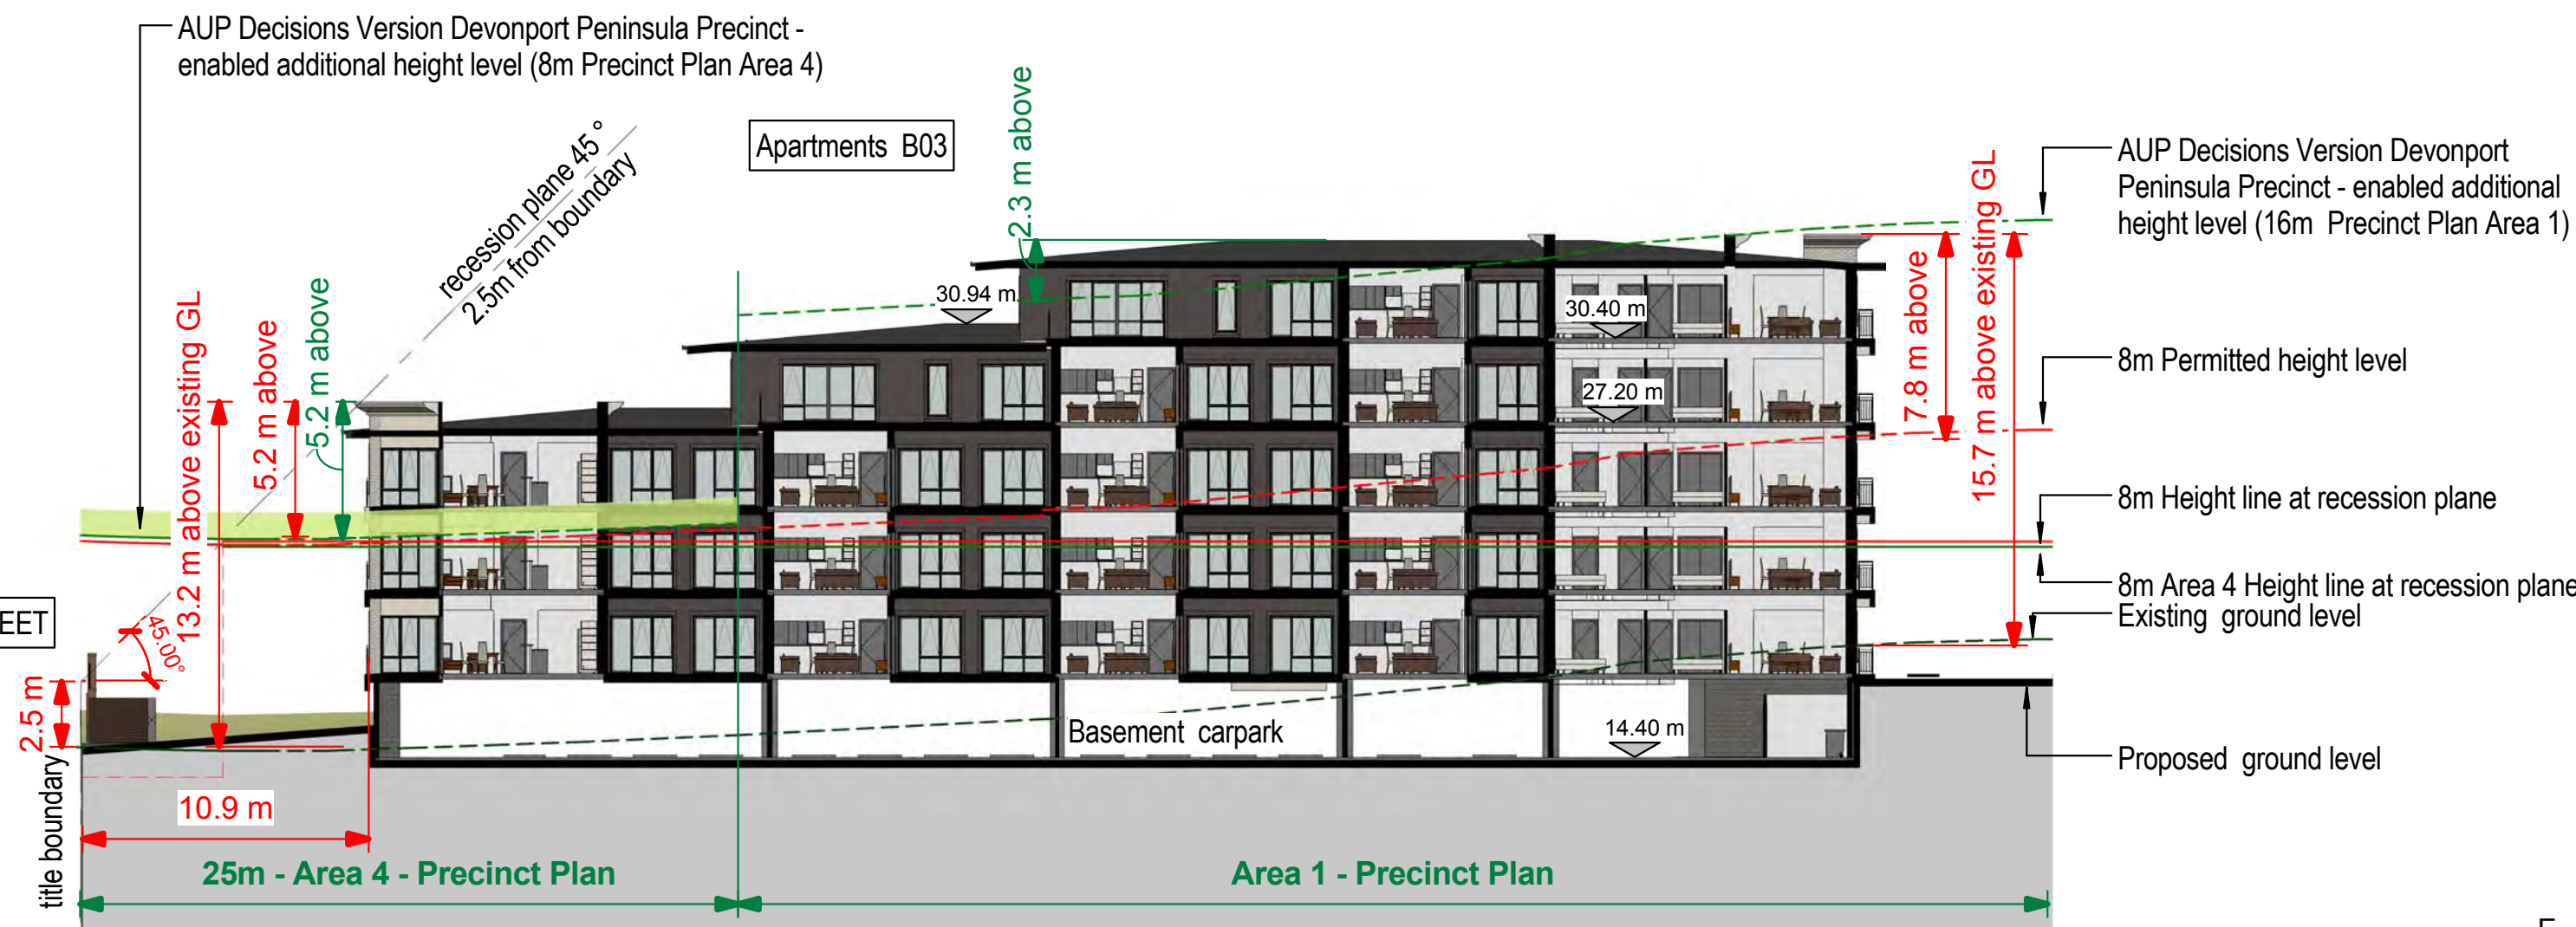 AUP Decisions Version Devonport Peninsula Precinct -
enabled additional height level (8m Precinct Plan Area 4)
recession plane 45 °
2.5m from boundary
Apartments B03
2.3 m above
AUP Decisions Version Devonport
Peninsula Precinct - enabled additional
height level (16m Precinct Plan Area 1)
13.2 m above existing GL
5.2 m above
5.2 m above
30.94 m
30.40 m
27.20 m
7.8 m above
15.7 m above existing GL
8m Permitted height level
8m Height line at recession plane
8m Area 4 Height line at recession plane
Existing ground level
EET
45.00°
2.5 m
title boundary
10.9 m
Basement carpark
14.40 m
Proposed ground level
25m - Area 4 - Precinct Plan
Area 1 - Precinct Plan